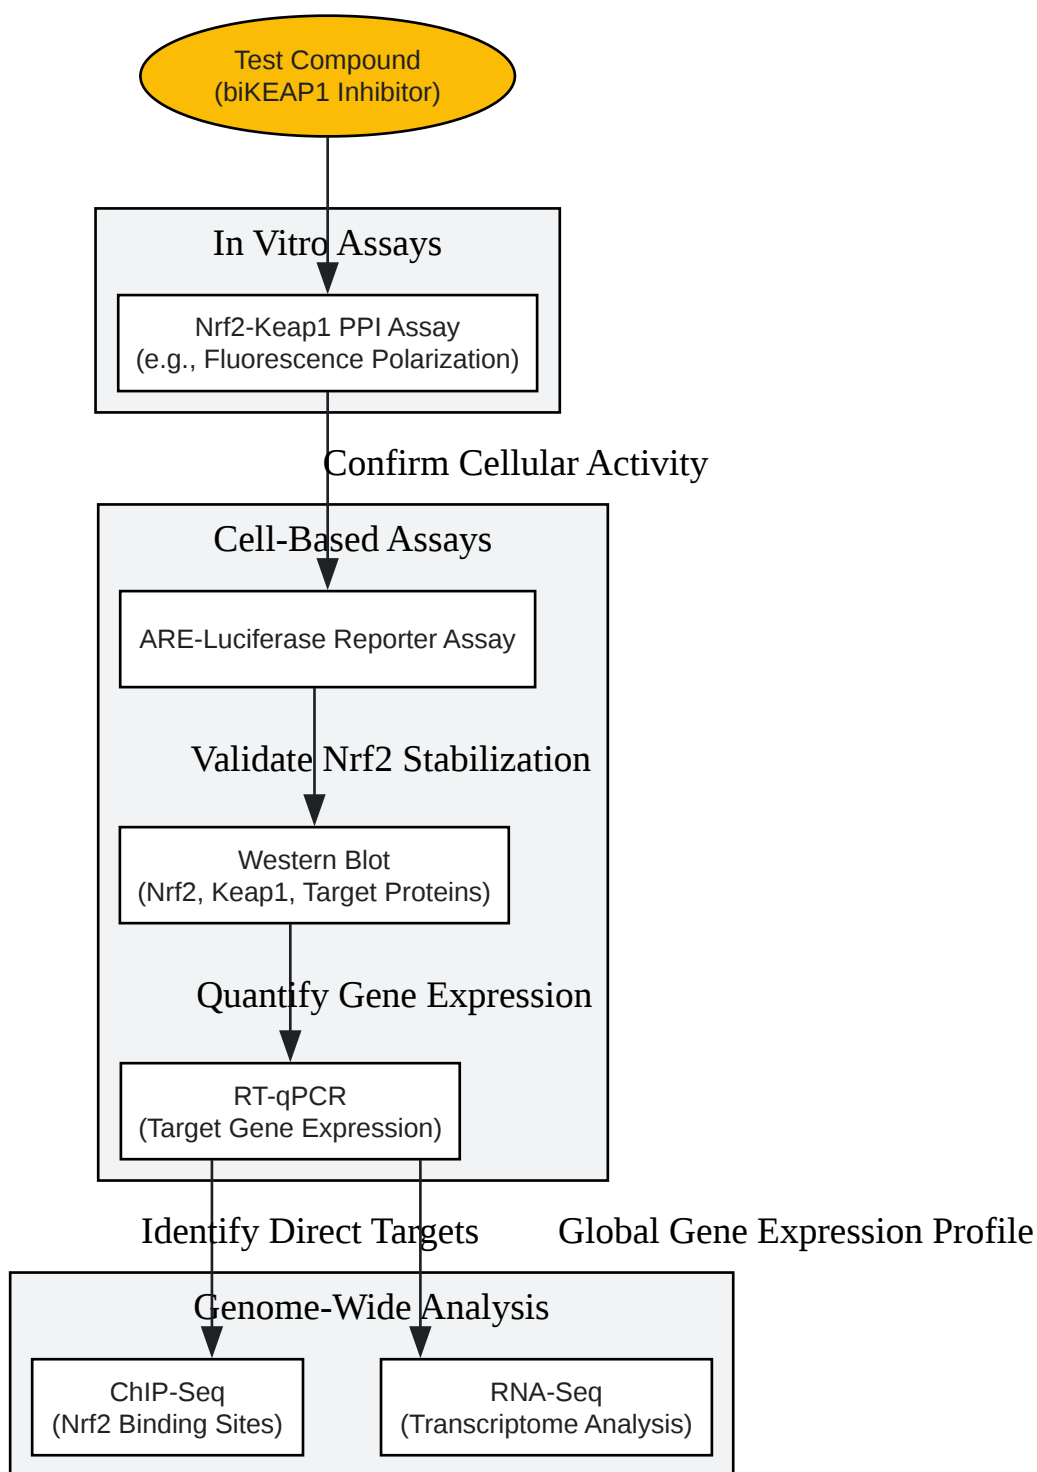 Test Compound
(biKEAP1 Inhibitor)
In Vitro Assays
Nrf2-Keap1 PPI Assay
(e.g., Fluorescence Polarization)
Confirm Cellular Activity
Cell-Based Assays
ARE-Luciferase Reporter Assay
Validate Nrf2 Stabilization
Western Blot
(Nrf2, Keap1, Target Proteins)
Quantify Gene Expression
RT-qPCR
(Target Gene Expression)
Identify Direct Targets
Global Gene Expression Profile
Genome-Wide Analysis
ChIP-Seq
(Nrf2 Binding Sites)
RNA-Seq
(Transcriptome Analysis)